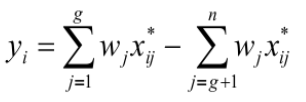 $y_i = \sum_{j=1}^{g} w_j x_{ij}^{*} - \sum_{j=g+1}^{n} w_j x_{ij}^{*}$